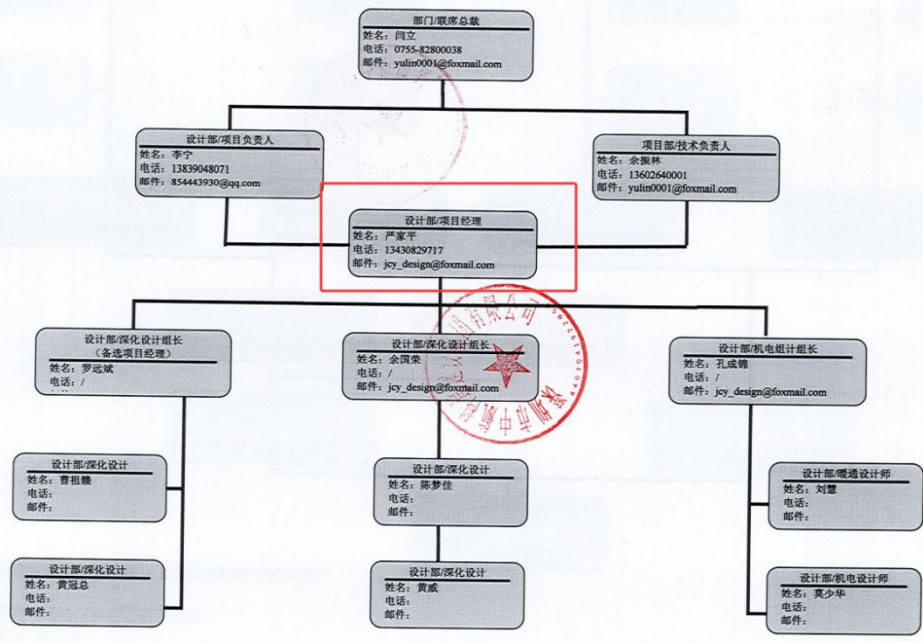 部门/联席总裁
姓名：闫立
电话：0755-82800038
邮件：yulin0001@foxmail.com
设计部/项目负责人
姓名：李宁
电话：13839048071
邮件：854443930@qq.com
项目部/技术负责人
姓名：余振林
电话：13602640001
邮件：yulin0001@foxmail.com
设计部/项目经理
姓名：严家平
电话：13430829717
邮件：jcy_design@foxmail.com
设计部/深化设计组长
（备选项目经理）
姓名：罗远斌
电话：/
设计部/深化设计组长
姓名：余国荣
电话：/
邮件：jcy_design@foxmail.com
设计部/机电组计组长
姓名：孔成锦
电话：/
邮件：jcy_design@foxmail.com
深圳市中航
有限公司
设计部/深化设计
姓名：曹祖赣
电话：
邮件：
设计部/深化设计
姓名：陈梦佳
电话：
邮件：
设计部/暖通设计师
姓名：刘慧
电话：
邮件：
设计部/深化设计
姓名：黄冠总
电话：
邮件：
设计部/深化设计
姓名：黄威
电话：
邮件：
设计部/机电设计师
姓名：莫少华
电话：
邮件：